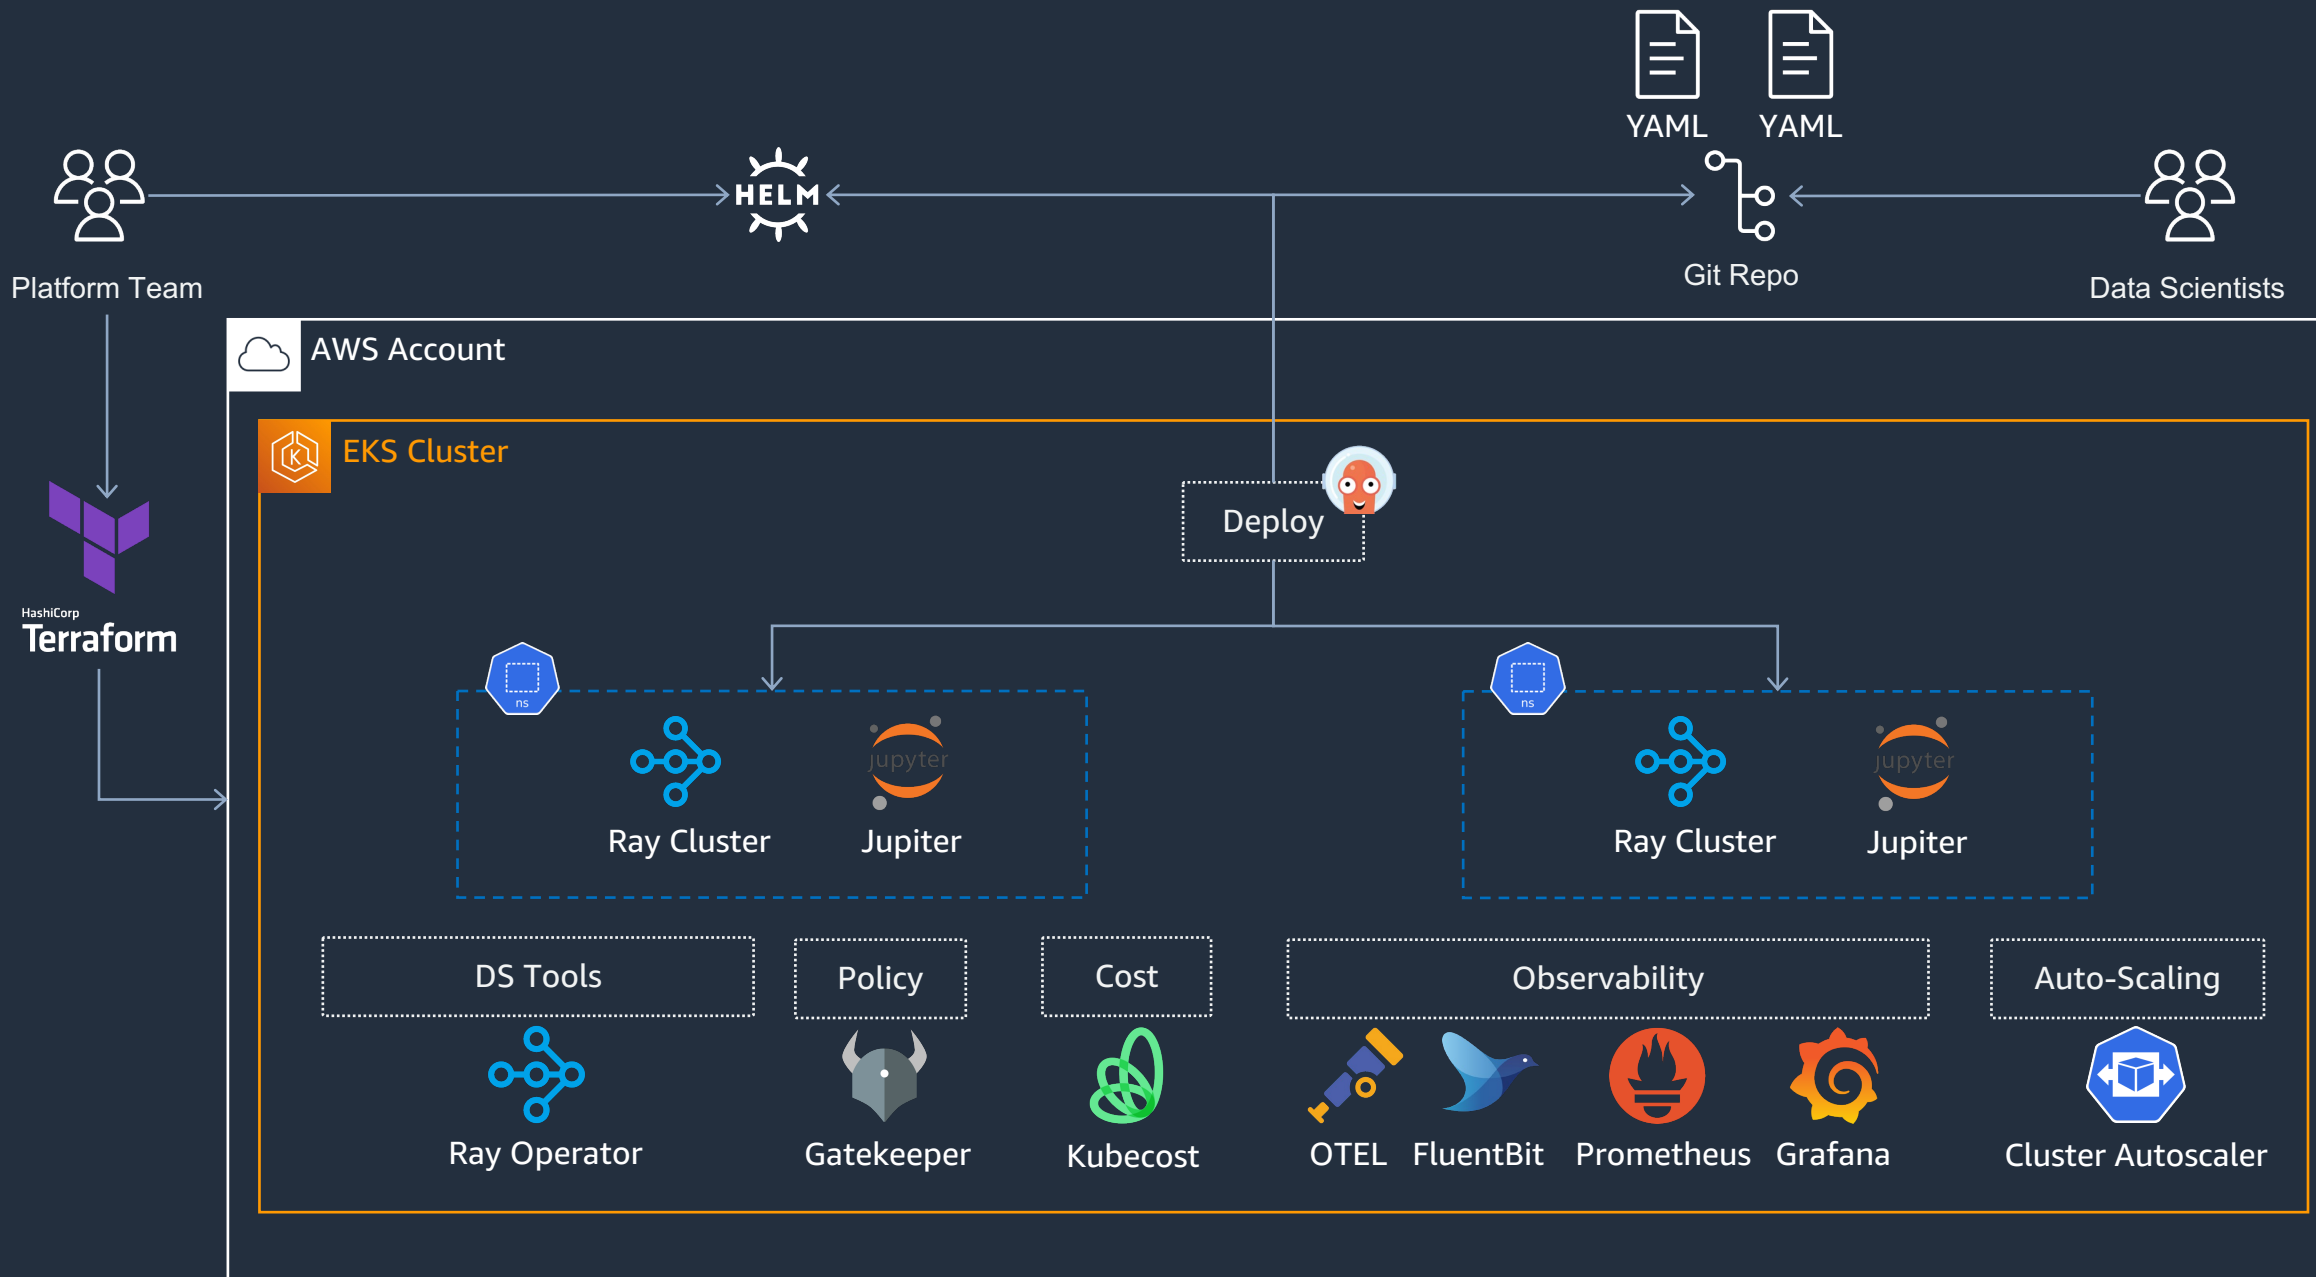 YAML
YAML
HELM
Platform Team
Git Repo
Data Scientists
AWS Account
K
EKS Cluster
Deploy
HashiCorp
Terraform
ns
ns
jupyter
jupyter
Ray Cluster
Jupiter
Ray Cluster
Jupiter
DS Tools
Policy
Cost
Observability
Auto-Scaling
Ray Operator
Gatekeeper
Kubecost
OTEL
FluentBit
Prometheus
Grafana
Cluster Autoscaler